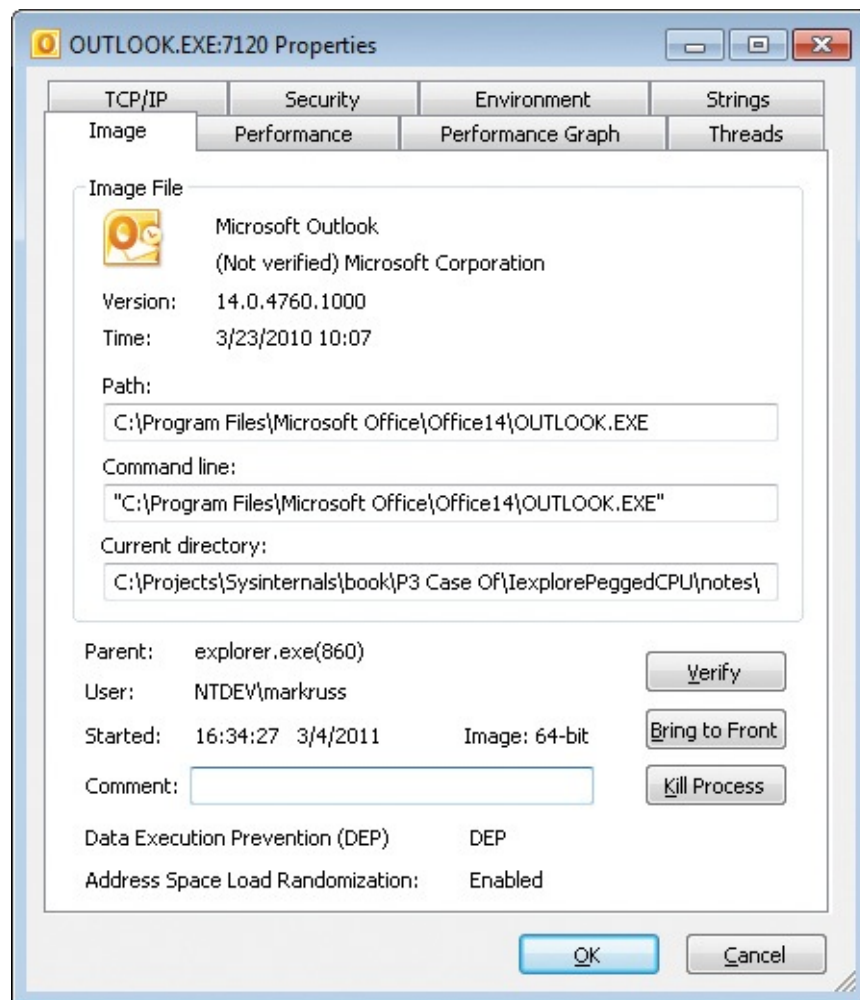 OUTLOOK.EXE:7120 Properties
TCP/IP Security Environment Strings
Image Performance Performance Graph Threads
Image File
Microsoft Outlook
(Not verified) Microsoft Corporation
Version: 14.0.4760.1000
Time: 3/23/2010 10:07
Path:
C:\Program Files\Microsoft Office\Office14\OUTLOOK.EXE
Command line:
"C:\Program Files\Microsoft Office\Office14\OUTLOOK.EXE"
Current directory:
C:\Projects\Sysinternals\book\P3 Case Of\IexplorePeggedCPU\notes\
Parent: explorer.exe(860)
Verify
User: NTDEV\markruss
Started: 16:34:27 3/4/2011 Image: 64-bit Bring to Front
Comment: Kill Process
Data Execution Prevention (DEP) DEP
Address Space Load Randomization: Enabled
OK Cancel